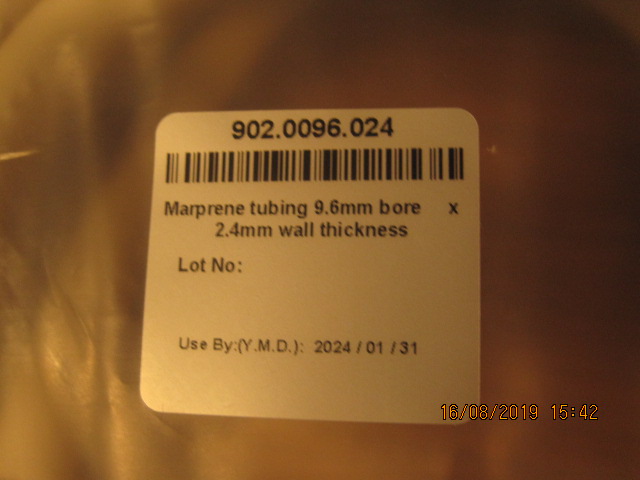 902.0096.024
Marprene tubing 9.6mm bore x
2.4mm wall thickness
Lot No:
Use By:(Y.M.D.): 2024 / 01 / 31
16/08/2019 15:42